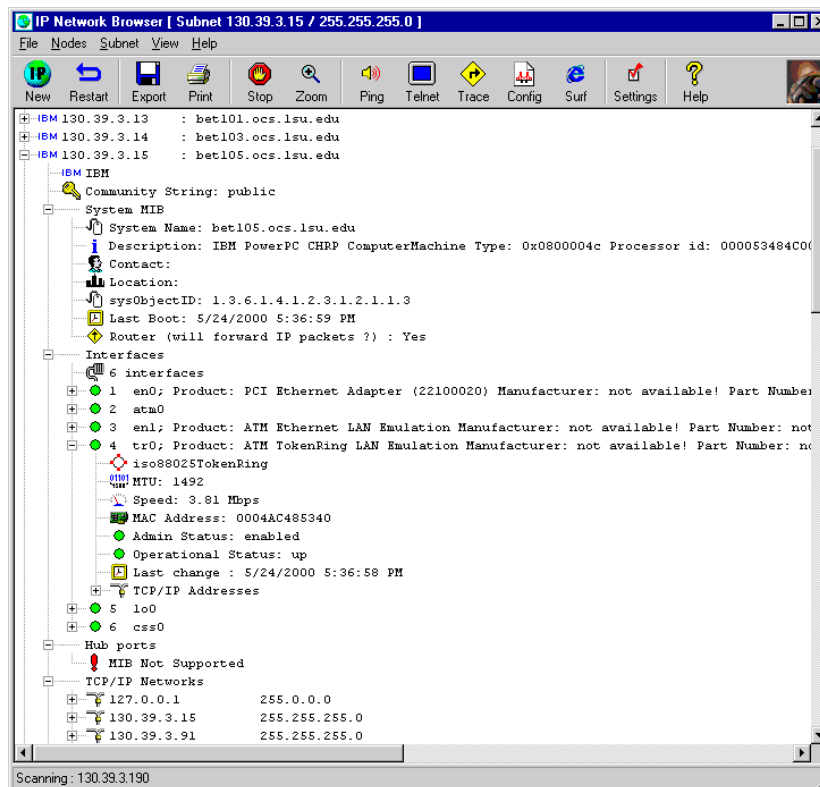 IP Network Browser [ Subnet 130.39.3.15 / 255.255.255.0 ]
File Nodes Subnet View Help
IP
New Restart Export Print Stop Zoom Ping Telnet Trace Config Surf Settings Help
IBM 130.39.3.13 : bet101.ocs.lsu.edu
IBM 130.39.3.14 : bet103.ocs.lsu.edu
IBM 130.39.3.15 : bet105.ocs.lsu.edu
IBM IBM
Community String: public
System MIB
System Name: bet105.ocs.lsu.edu
Description: IBM PowerPC CHRP ComputerMachine Type: 0x0800004c Processor id: 000053484C00
Contact:
Location:
sysObjectID: 1.3.6.1.4.1.2.3.1.2.1.1.3
Last Boot: 5/24/2000 5:36:59 PM
Router (will forward IP packets ?) : Yes
Interfaces
6 interfaces
1 en0; Product: PCI Ethernet Adapter (22100020) Manufacturer: not available! Part Number
2 atm0
3 en1; Product: ATM Ethernet LAN Emulation Manufacturer: not available! Part Number: not
4 tr0; Product: ATM TokenRing LAN Emulation Manufacturer: not available! Part Number: no
iso88025TokenRing
MTU: 1492
Speed: 3.81 Mbps
MAC Address: 0004AC485340
Admin Status: enabled
Operational Status: up
Last change : 5/24/2000 5:36:58 PM
TCP/IP Addresses
5 lo0
6 css0
Hub ports
MIB Not Supported
TCP/IP Networks
127.0.0.1 255.0.0.0
130.39.3.15 255.255.255.0
130.39.3.91 255.255.255.0
Scanning : 130.39.3.190